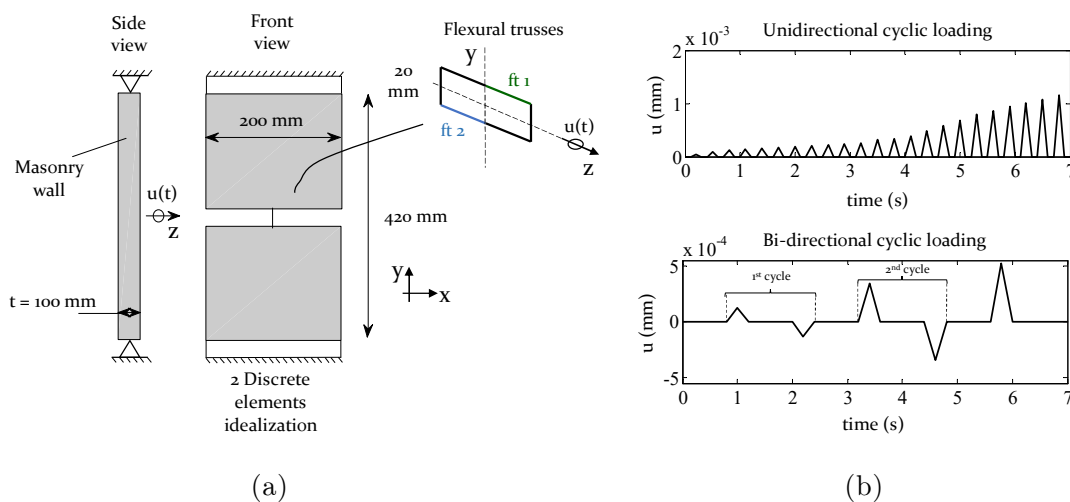 Side
view
Front
view
Flexural trusses
y
20
mm
ft 1
ft 2
u(t)
z
200 mm
Masonry
wall
u(t)
z
420 mm
y
x
t = 100 mm
2 Discrete
elements
idealization
(a)
x 10⁻³
Unidirectional cyclic loading
2
1
0
u (mm)
0 1 2 3 4 5 6 7
time (s)
x 10⁻⁴
Bi-directional cyclic loading
5
0
-5
u (mm)
1st cycle
2nd cycle
0 1 2 3 4 5 6 7
time (s)
(b)